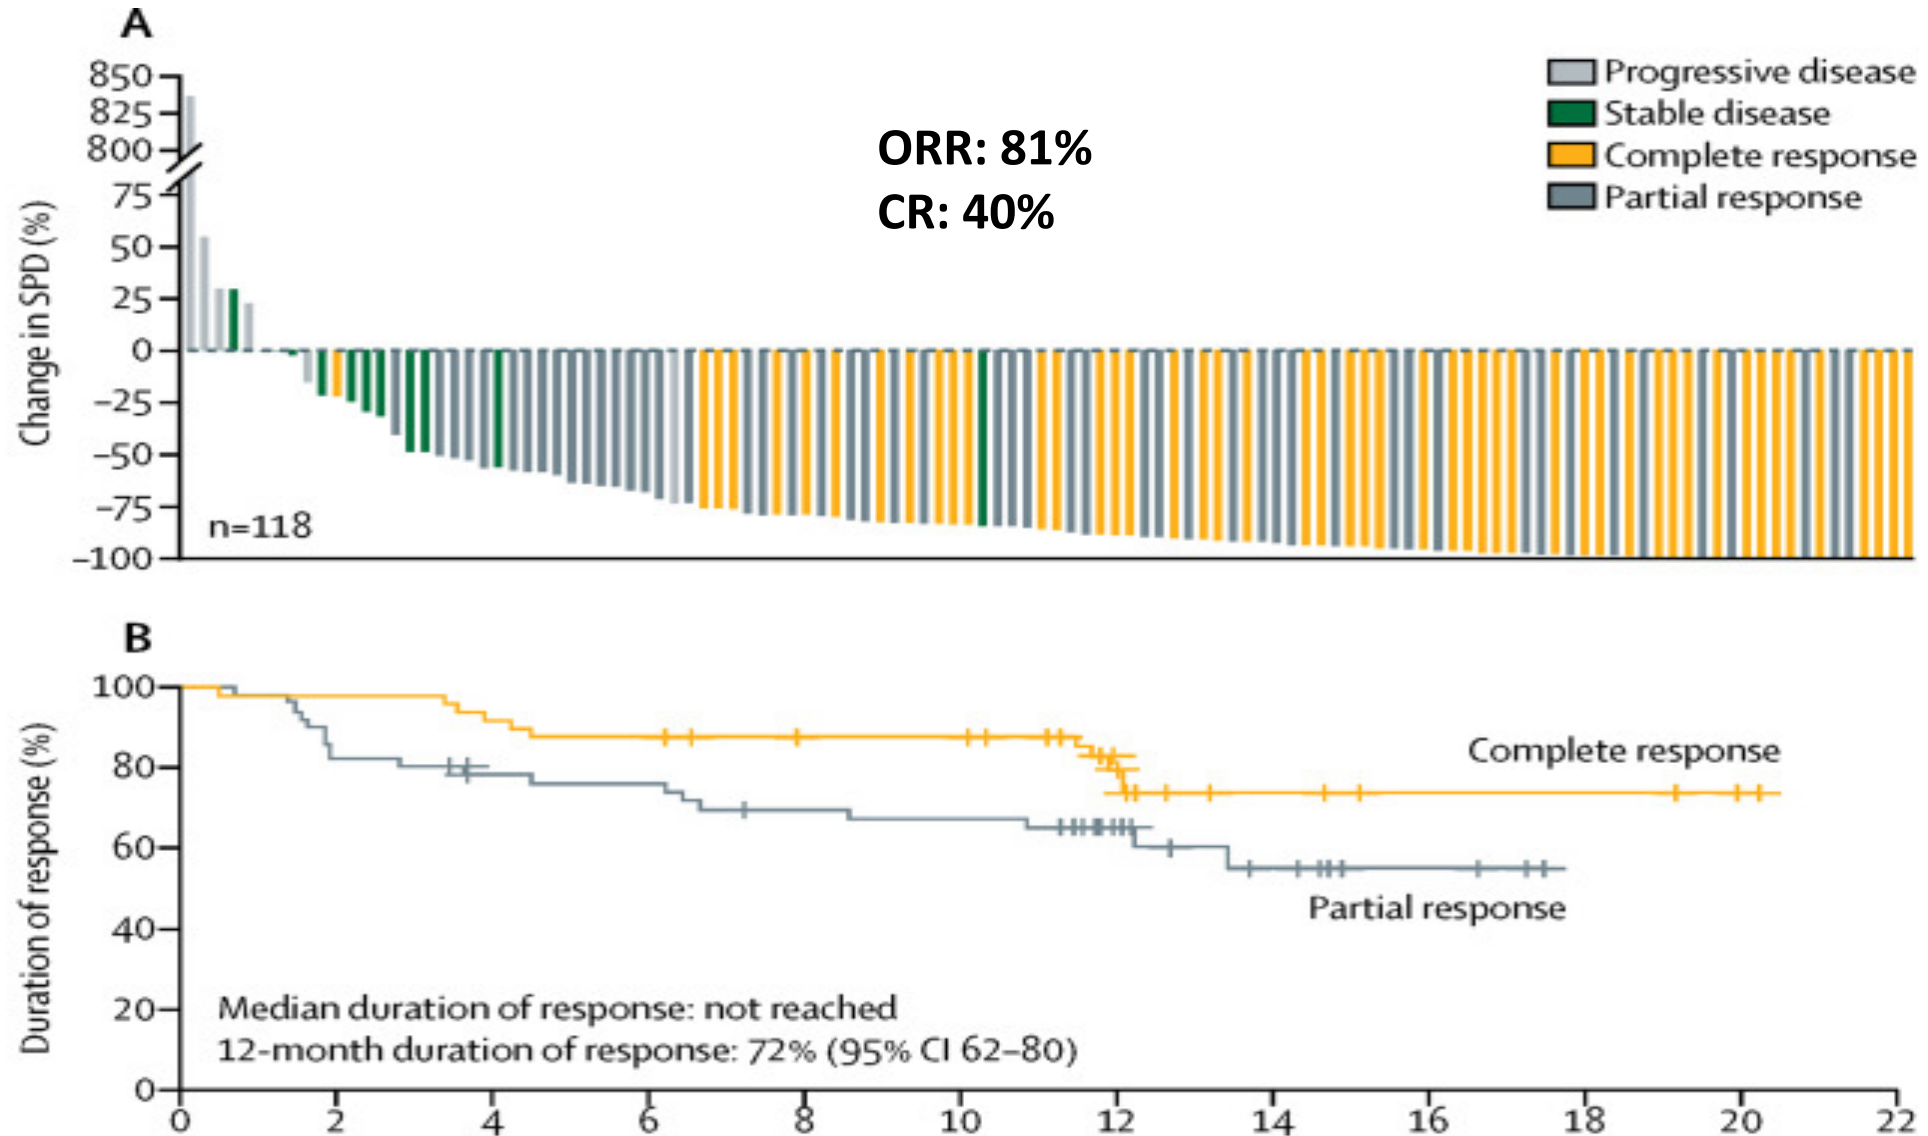 A
850
825
800
75
50
25
0
–25
–50
–75
–100
Change in SPD (%)
n=118
ORR: 81%
CR: 40%
Progressive disease
Stable disease
Complete response
Partial response
B
100
80
60
40
20
0
Duration of response (%)
Complete response
Partial response
Median duration of response: not reached
12-month duration of response: 72% (95% CI 62–80)
0 2 4 6 8 10 12 14 16 18 20 22